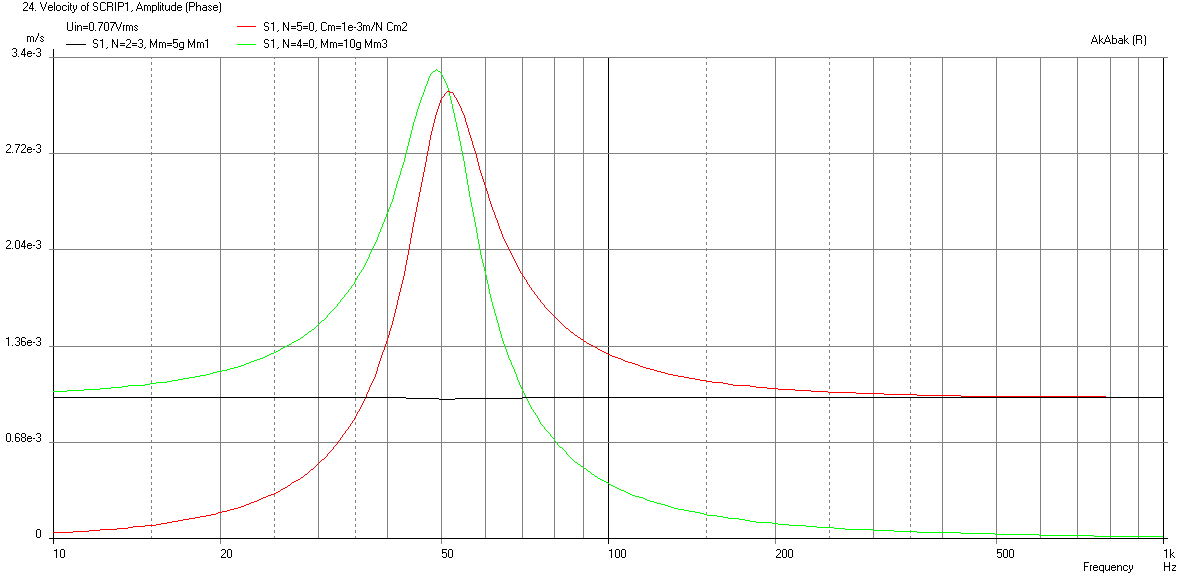 24. Velocity of SCRIP1, Amplitude (Phase)
Uin=0.707Vrms
S1, N=5=0, Cm=1e-3m/N Cm2
m/s
S1, N=2=3, Mm=5g Mm1
S1, N=4=0, Mm=10g Mm3
AkAbak (R)
3.4e-3
2.72e-3
2.04e-3
1.36e-3
0.68e-3
0
10
20
50
100
200
500
1k
Frequency
Hz